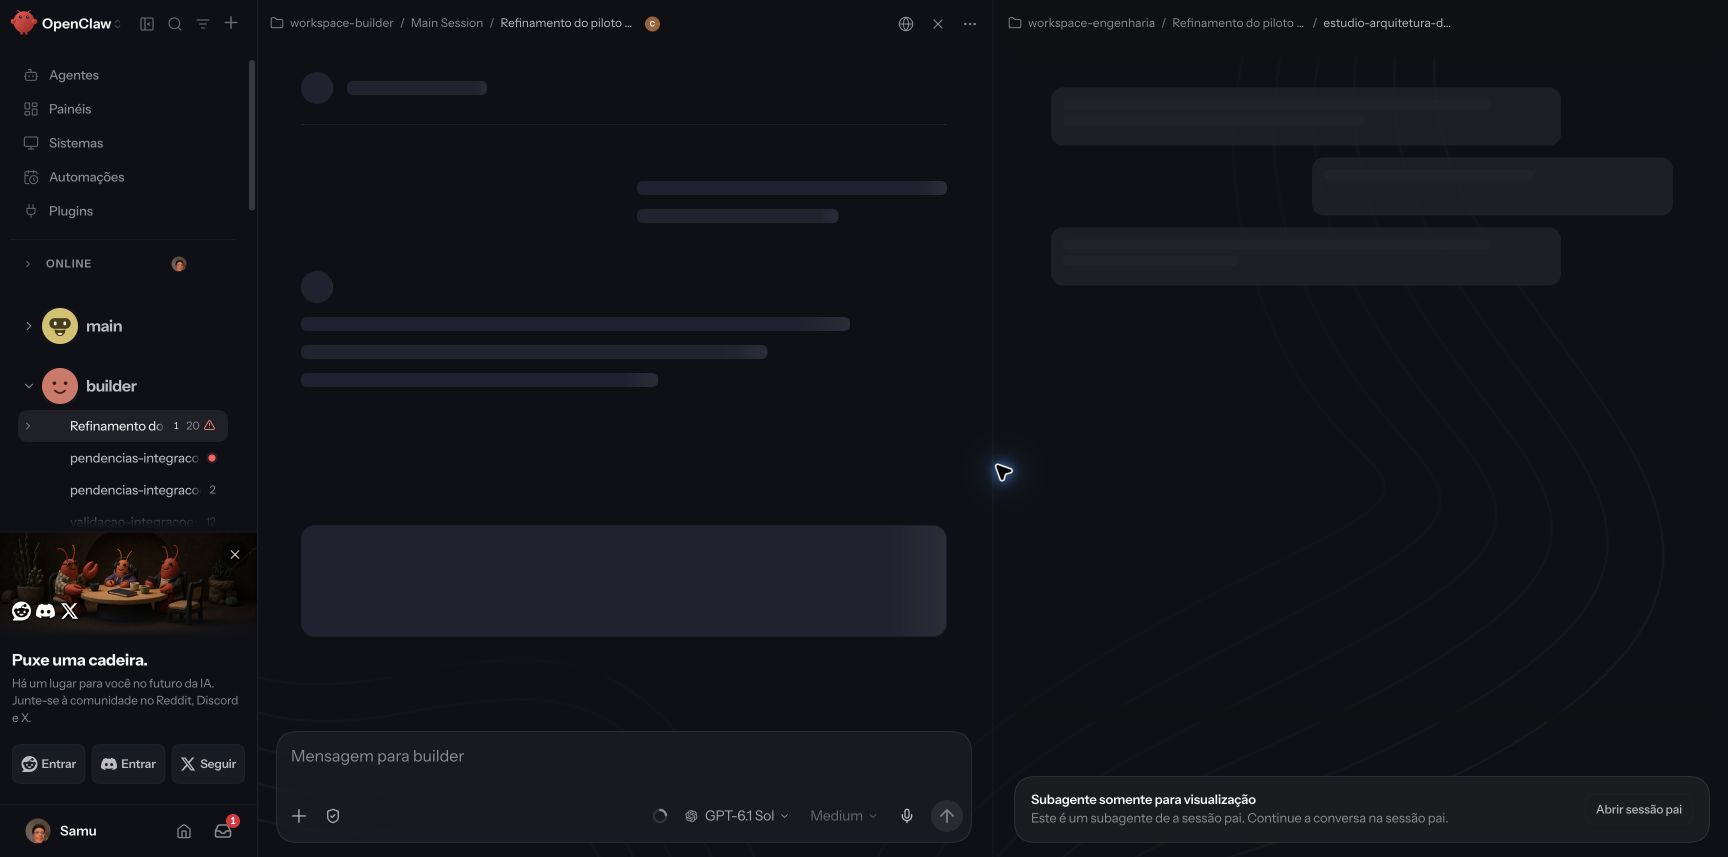 OpenClaw
Agentes
Painéis
Sistemas
Automações
Plugins
ONLINE
main
builder
Refinamento do 1 20
pendencias-integraco
pendencias-integraco 2
validacao-integracoe 12
Puxe uma cadeira.
Há um lugar para você no futuro da IA.
Junte-se à comunidade no Reddit, Discord
e X.
Entrar Entrar Seguir
Samu 1
workspace-builder / Main Session / Refinamento do piloto ... C
Mensagem para builder
GPT-6.1 Sol Medium
workspace-engenharia / Refinamento do piloto ... / estudio-arquitetura-d...
Subagente somente para visualização
Este é um subagente de a sessão pai. Continue a conversa na sessão pai.
Abrir sessão pai